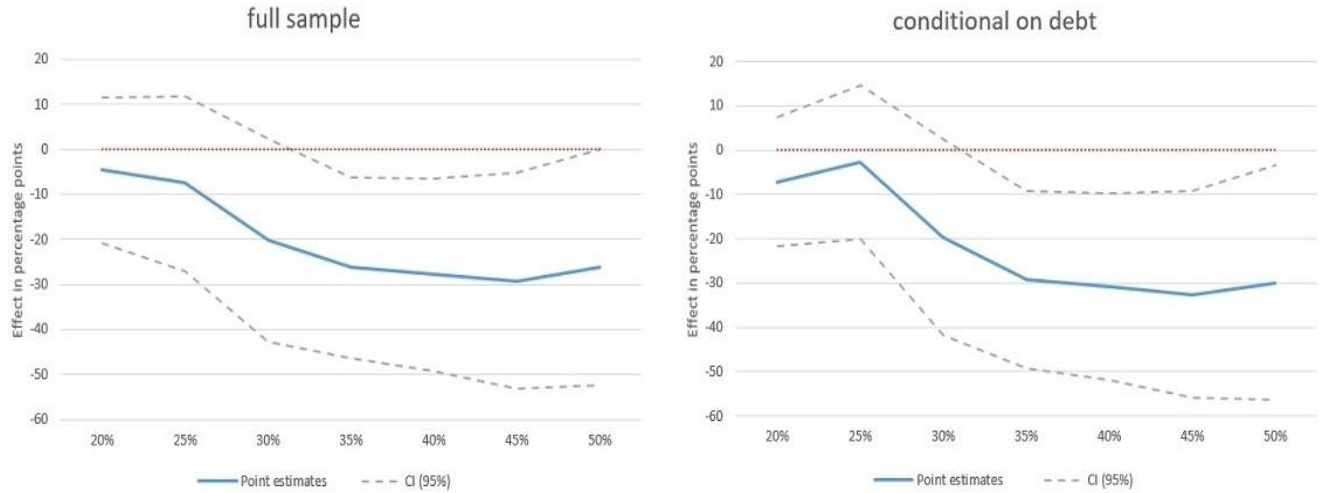 full sample
Effect in percentage points
20
10
0
-10
-20
-30
-40
-50
-60
20% 25% 30% 35% 40% 45% 50%
Point estimates CI (95%)
conditional on debt
Effect in percentage points
20
10
0
-10
-20
-30
-40
-50
-60
20% 25% 30% 35% 40% 45% 50%
Point estimates CI (95%)